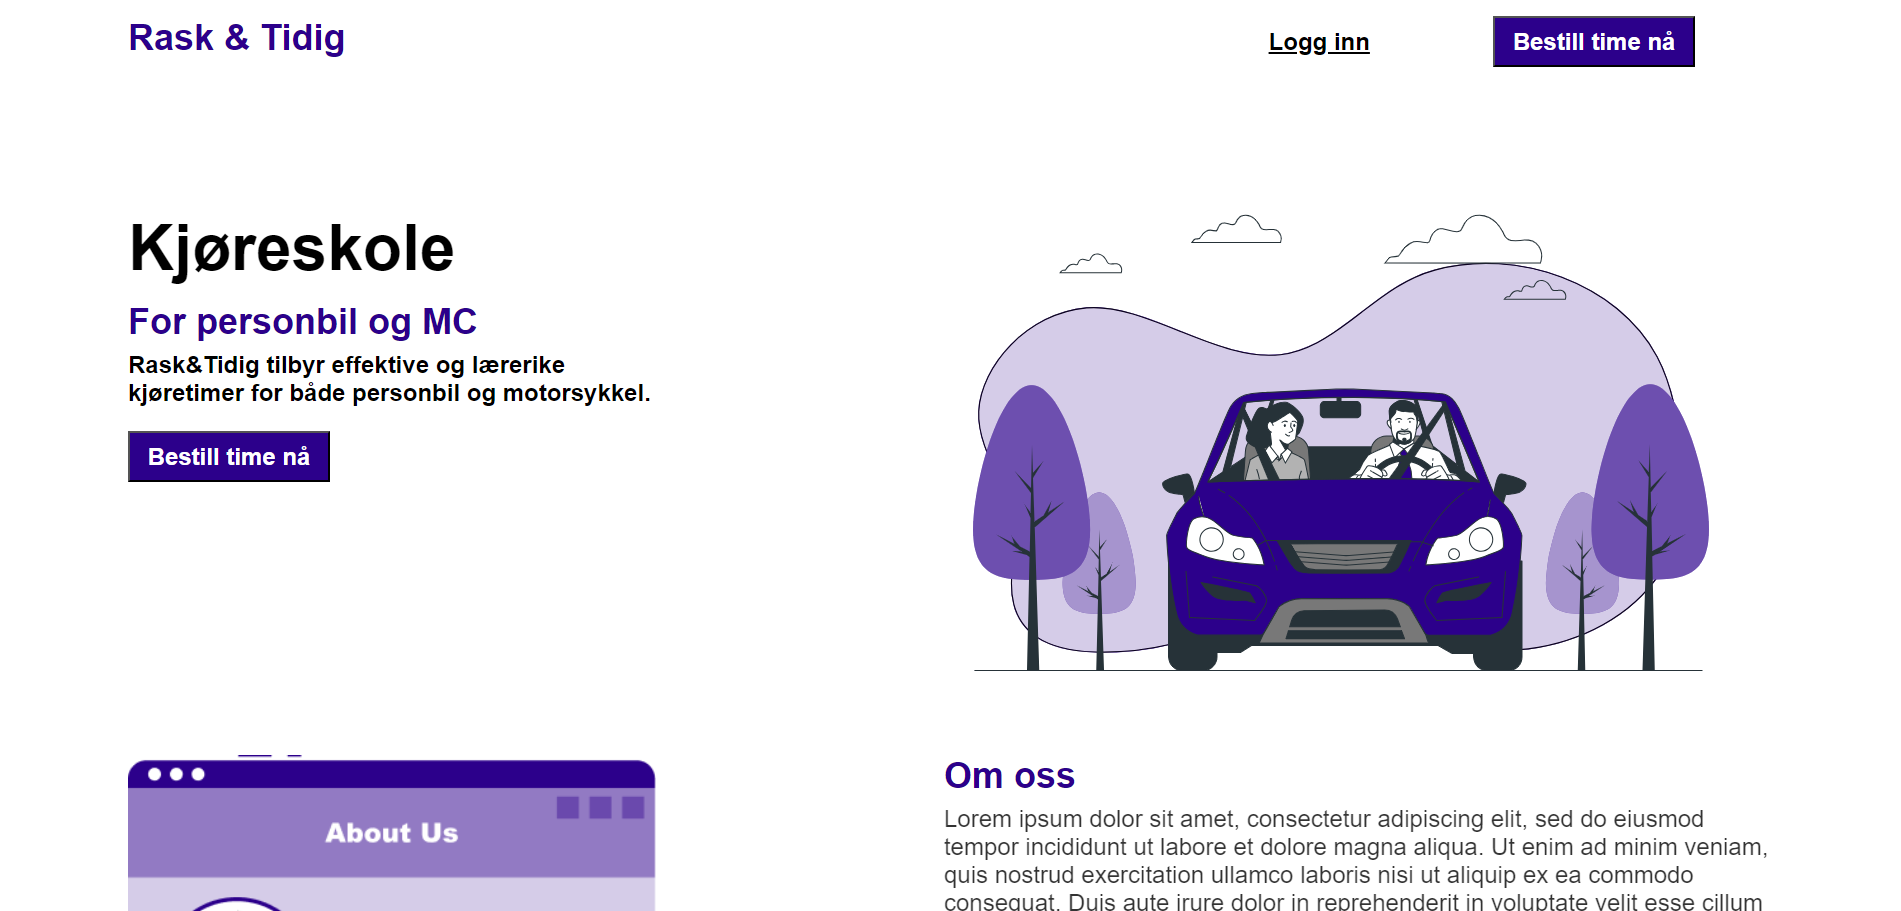 Rask & Tidig
Logg inn
Bestill time nå
Kjøreskole
For personbil og MC
Rask&Tidig tilbyr effektive og lærerike
kjøretimer for både personbil og motorsykkel.
Bestill time nå
About Us
Om oss
Lorem ipsum dolor sit amet, consectetur adipiscing elit, sed do eiusmod
tempor incididunt ut labore et dolore magna aliqua. Ut enim ad minim veniam,
quis nostrud exercitation ullamco laboris nisi ut aliquip ex ea commodo
consequat. Duis aute irure dolor in reprehenderit in voluptate velit esse cillum